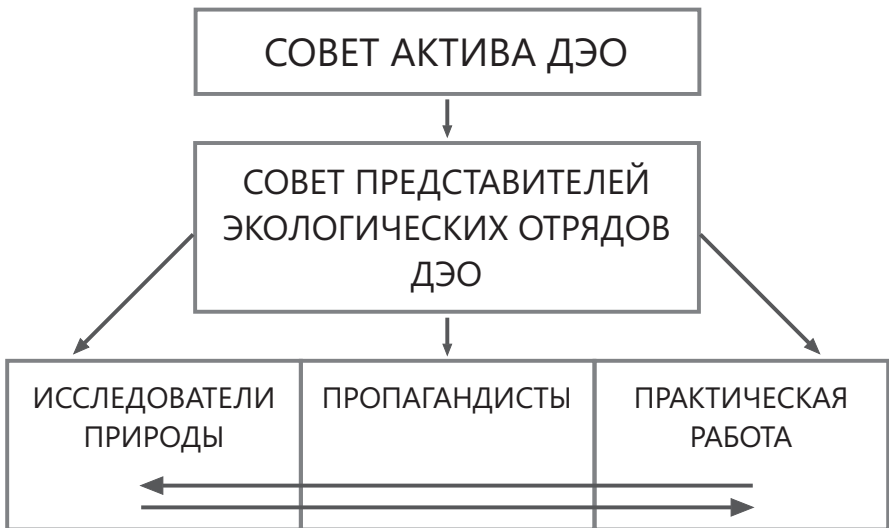 СОВЕТ АКТИВА ДЭО
СОВЕТ ПРЕДСТАВИТЕЛЕЙ
ЭКОЛОГИЧЕСКИХ ОТРЯДОВ
ДЭО
ИССЛЕДОВАТЕЛИ
ПРИРОДЫ
ПРОПАГАНДИСТЫ
ПРАКТИЧЕСКАЯ
РАБОТА